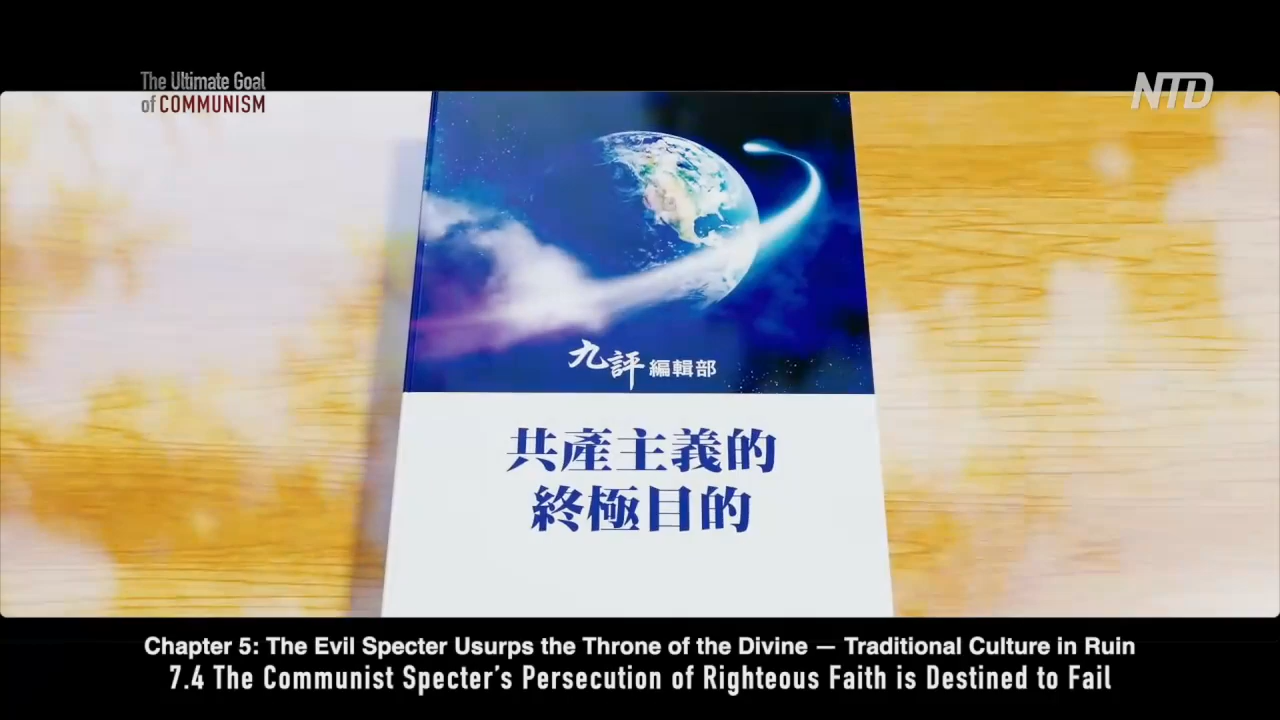 The Ultimate Goal
of COMMUNISM
NTD
九評編輯部
共產主義的
終極目的
Chapter 5: The Evil Specter Usurps the Throne of the Divine — Traditional Culture in Ruin
7.4 The Communist Specter's Persecution of Righteous Faith is Destined to Fail